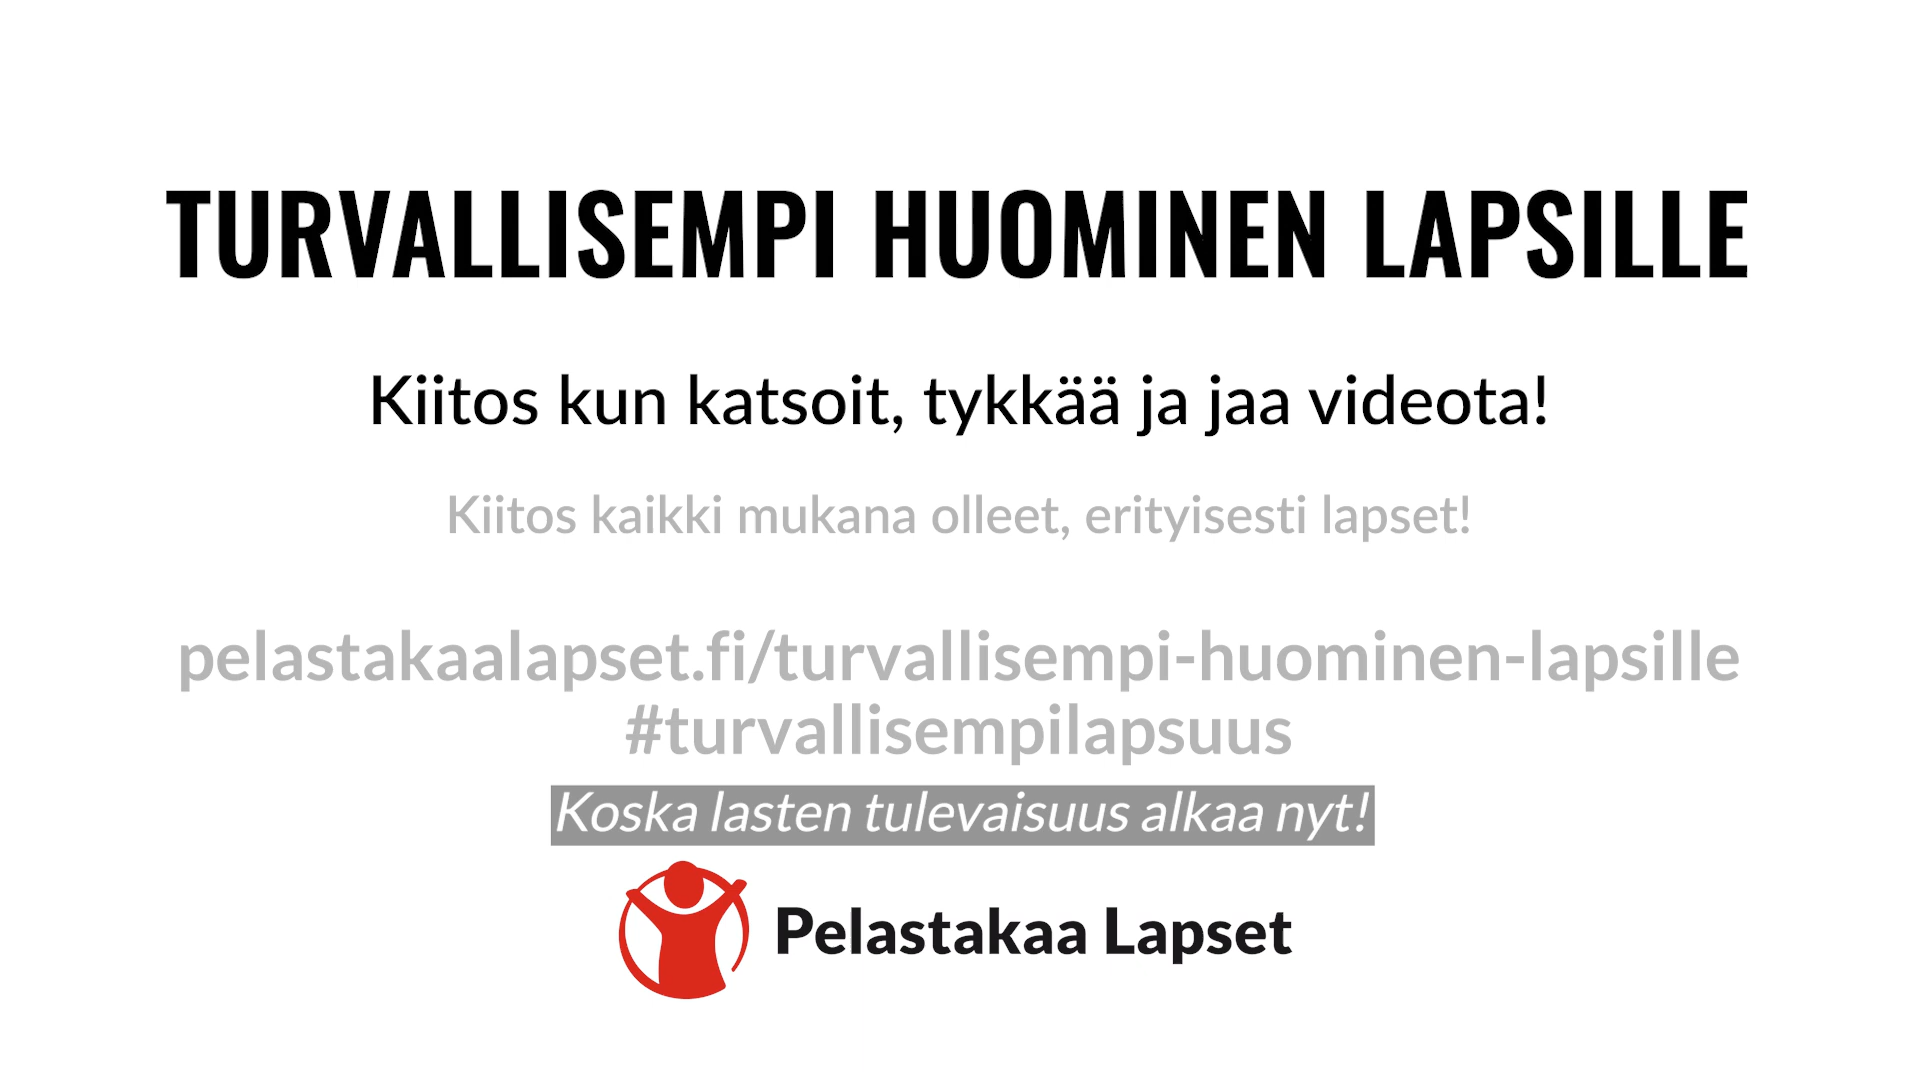 TURVALLISEMPI HUOMINEN LAPSILLE
Kiitos kun katsoit, tykkää ja jaa videota!
Kiitos kaikki mukana olleet, erityisesti lapset!
pelastakaalapset.fi/turvallisempi-huominen-lapsille
#turvallisempilapsuus
Koska lasten tulevaisuus alkaa nyt!
Pelastakaa Lapset